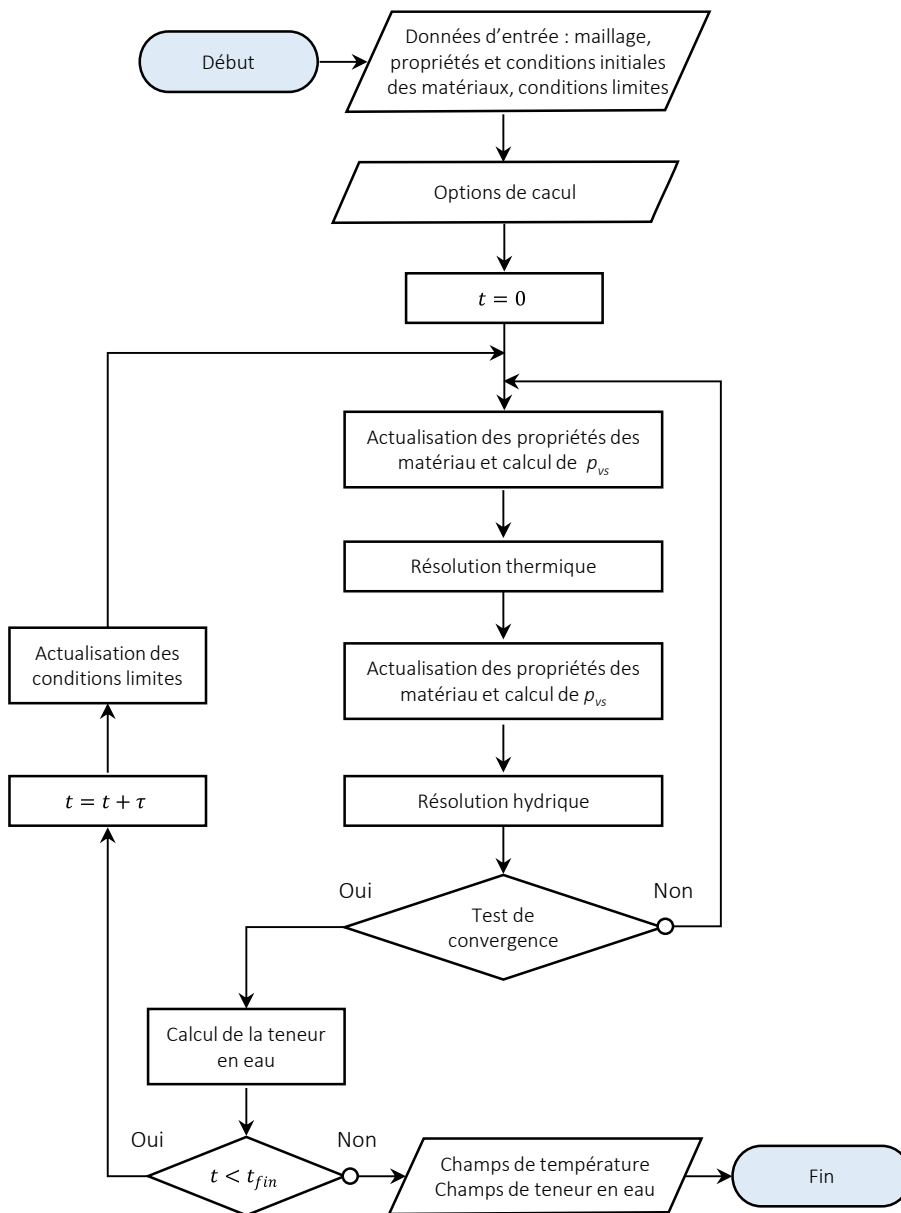 Début
Données d'entrée : maillage,
propriétés et conditions initiales
des matériaux, conditions limites
Options de cacul
t = 0
Actualisation des propriétés des
matériau et calcul de p_vs
Résolution thermique
Actualisation des
conditions limites
Actualisation des propriétés des
matériau et calcul de p_vs
t = t + τ
Résolution hydrique
Oui
Non
Test de
convergence
Calcul de la teneur
en eau
Oui
Non
t < t_fin
Champs de température
Champs de teneur en eau
Fin